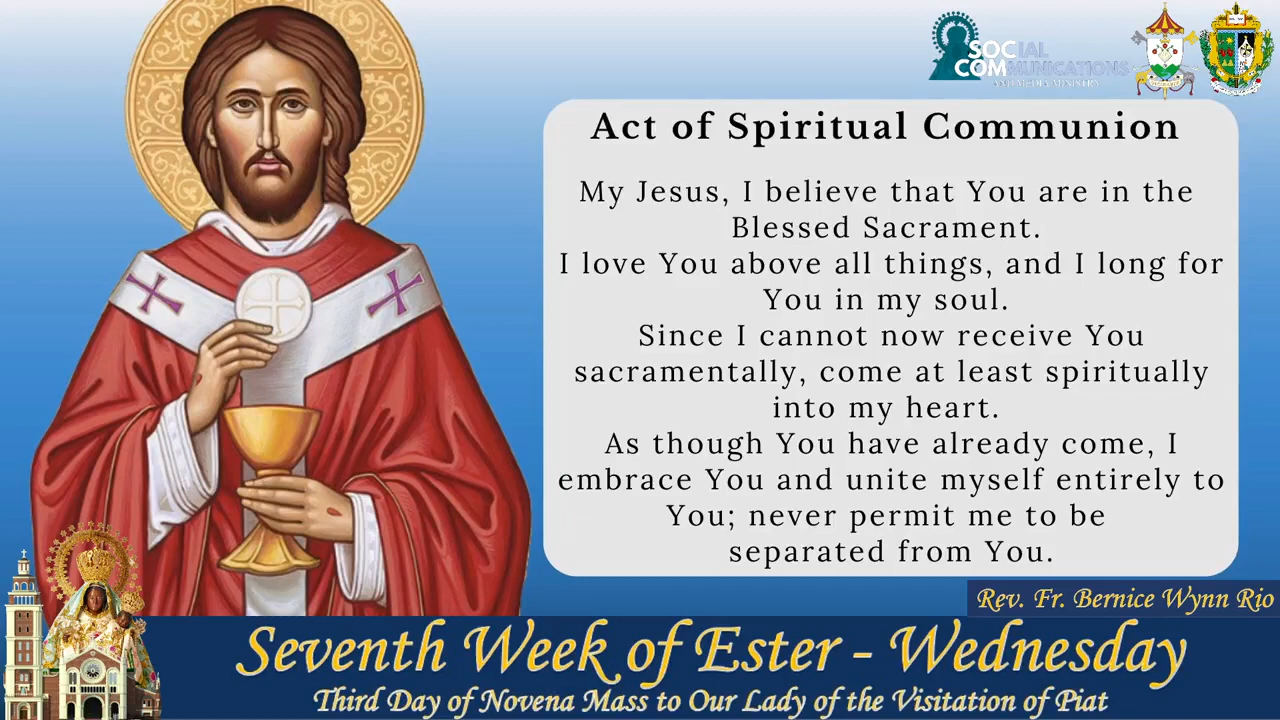 SOCIAL
COMMUNICATIONS
AND MEDIA MINISTRY
Act of Spiritual Communion
My Jesus, I believe that You are in the
Blessed Sacrament.
I love You above all things, and I long for
You in my soul.
Since I cannot now receive You
sacramentally, come at least spiritually
into my heart.
As though You have already come, I
embrace You and unite myself entirely to
You; never permit me to be
separated from You.
Rev. Fr. Bernice Wynn Rio
Seventh Week of Ester - Wednesday
Third Day of Novena Mass to Our Lady of the Visitation of Piat